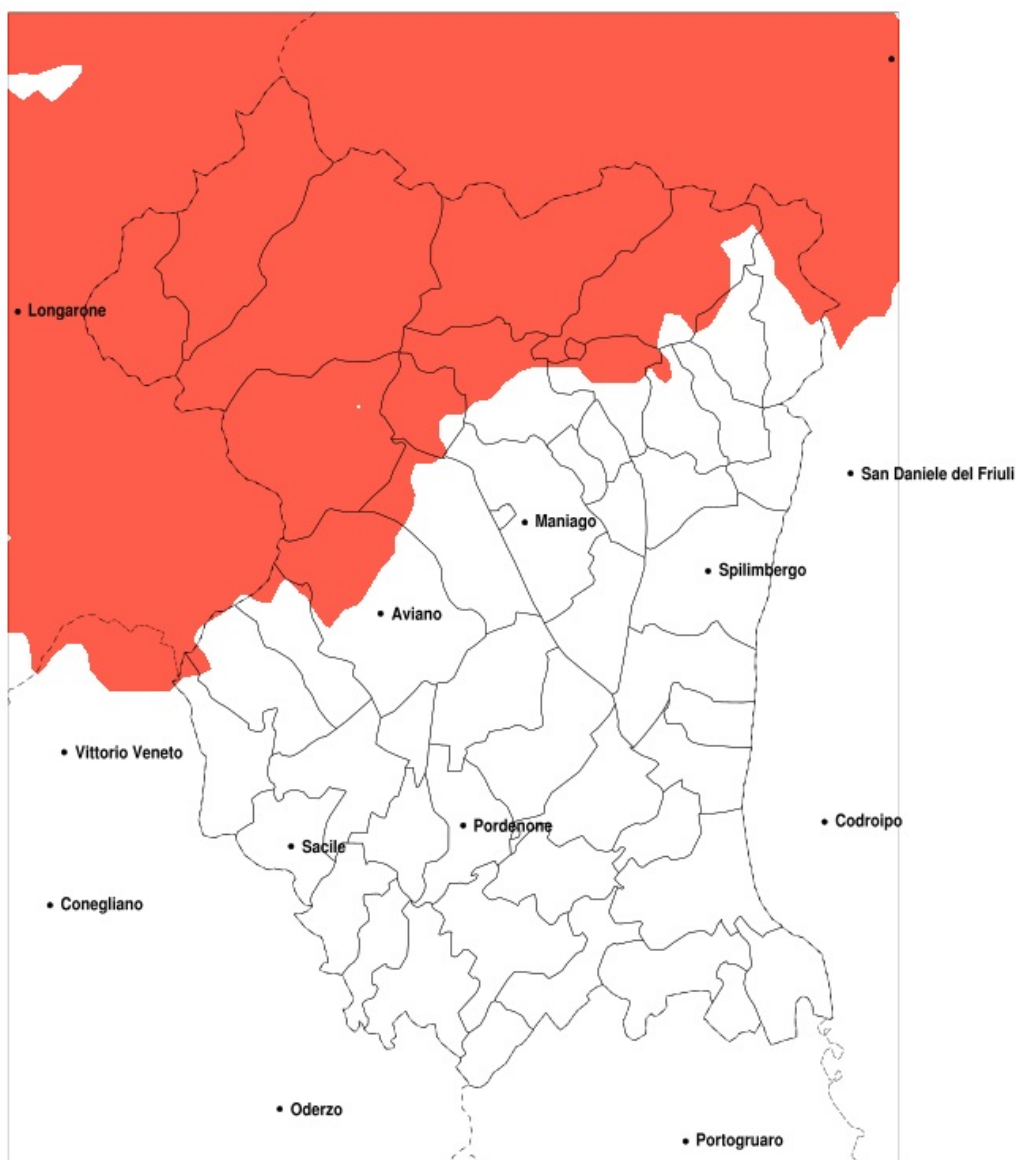 Longarone
San Daniele del Friuli
Maniago
Spilimbergo
Aviano
Vittorio Veneto
Codroipo
Pordenone
Sacile
Conegliano
Oderzo
Portogruaro